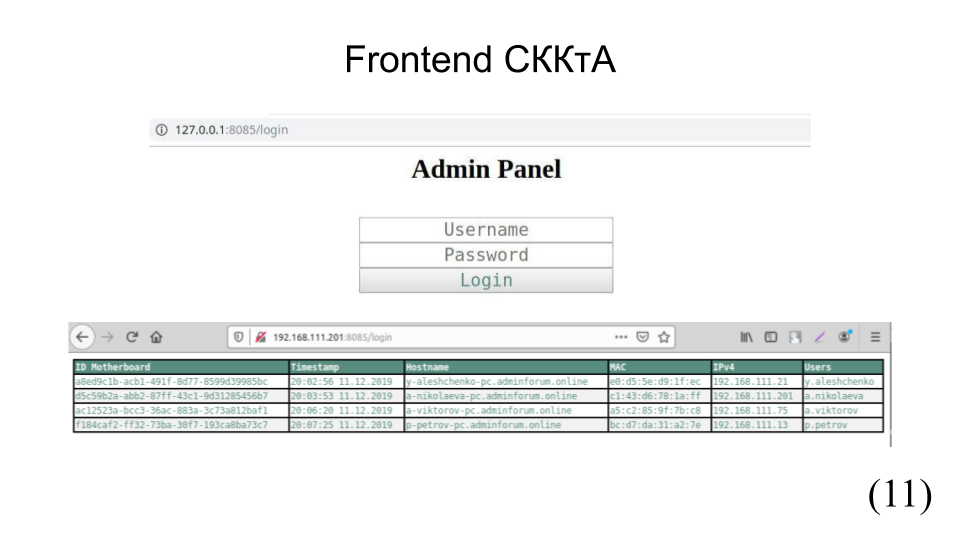 Frontend СККтА
127.0.0.1:8085/login
Admin Panel
Username
Password
Login
192.168.111.201:8085/login
ID Motherboard Timestamp Hostname MAC IPv4 Users
a8ed9c1b-acb1-491f-8d77-8599d39985bc 20:02:56 11.12.2019 y-aleshchenko-pc.adminforum.online e0:d5:5e:d9:1f:ec 192.168.111.21 y.aleshchenko
d5c59b2a-abb2-87ff-43c1-9d31285456b7 20:03:53 11.12.2019 a-nikolaeva-pc.adminforum.online c1:43:d6:78:1a:ff 192.168.111.201 a.nikolaeva
ac12523a-bcc3-36ac-883a-3c73a812baf1 20:06:20 11.12.2019 a-viktorov-pc.adminforum.online a5:c2:85:9f:7b:c8 192.168.111.75 a.viktorov
f184caf2-ff32-73ba-30f7-193ca8ba73c7 20:07:25 11.12.2019 p-petrov-pc.adminforum.online bc:d7:da:31:a2:7e 192.168.111.13 p.petrov
(11)